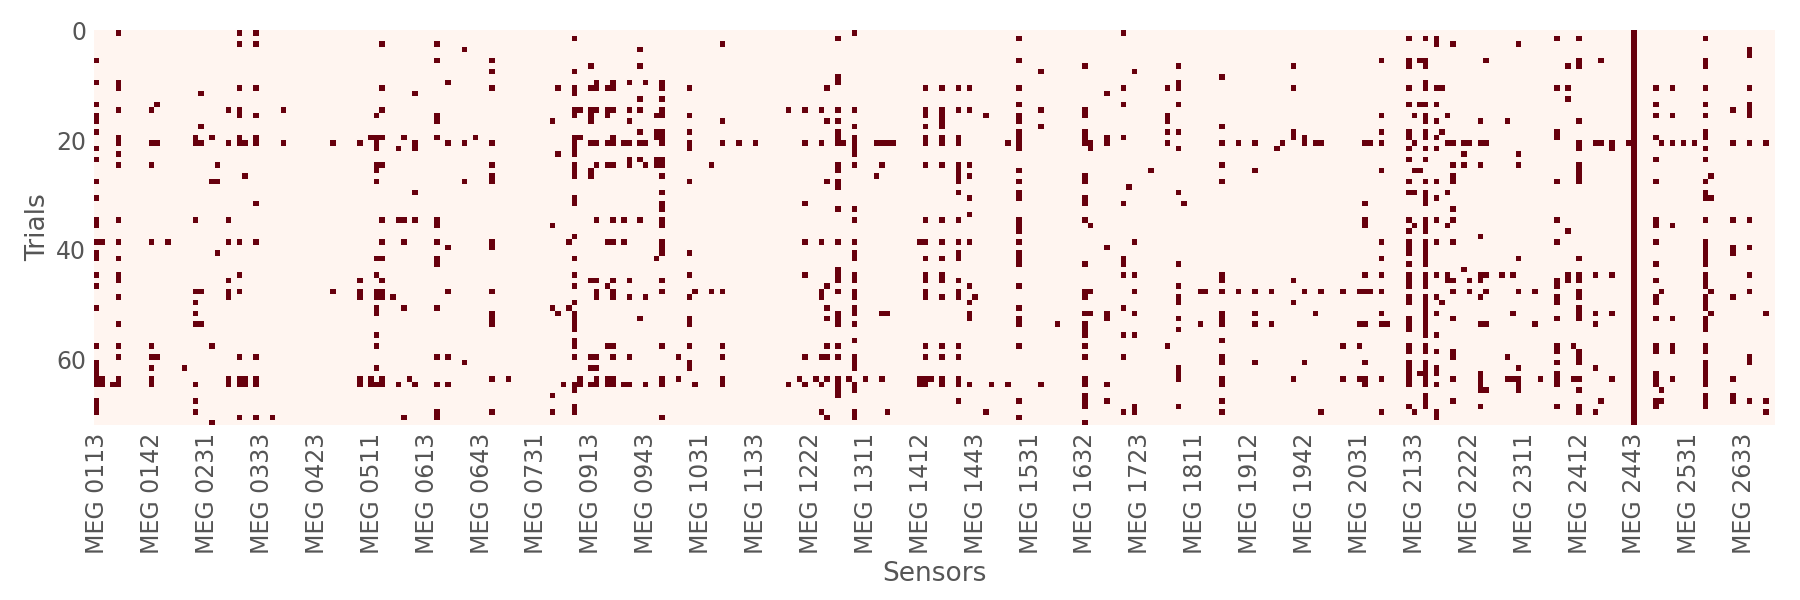 0
20
40
60
Trials
MEG 0113
MEG 0142
MEG 0231
MEG 0333
MEG 0423
MEG 0511
MEG 0613
MEG 0643
MEG 0731
MEG 0913
MEG 0943
MEG 1031
MEG 1133
MEG 1222
MEG 1311
MEG 1412
MEG 1443
MEG 1531
MEG 1632
MEG 1723
MEG 1811
MEG 1912
MEG 1942
MEG 2031
MEG 2133
MEG 2222
MEG 2311
MEG 2412
MEG 2443
MEG 2531
MEG 2633
Sensors